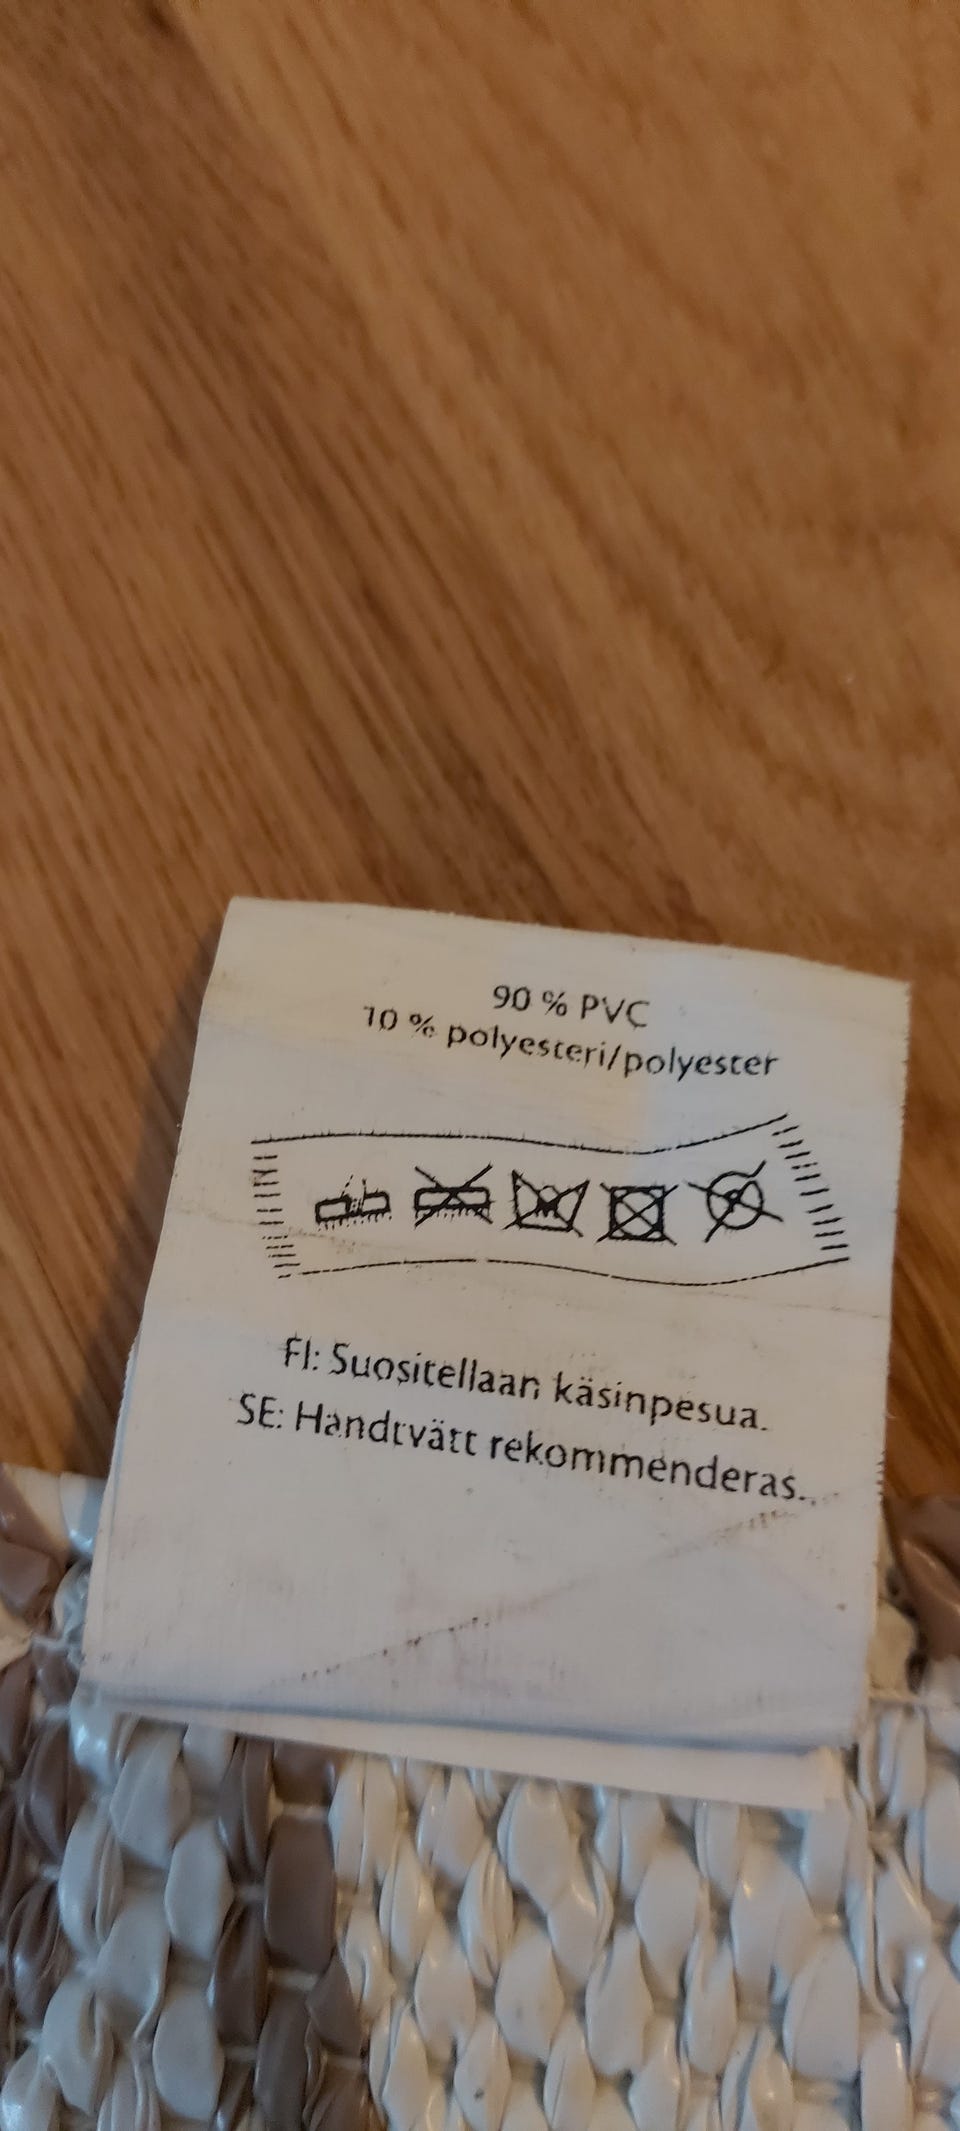 90 % PVC
10 % polyesteri/polyester
FI: Suositellaan käsinpesua.
SE: Handtvätt rekommenderas.